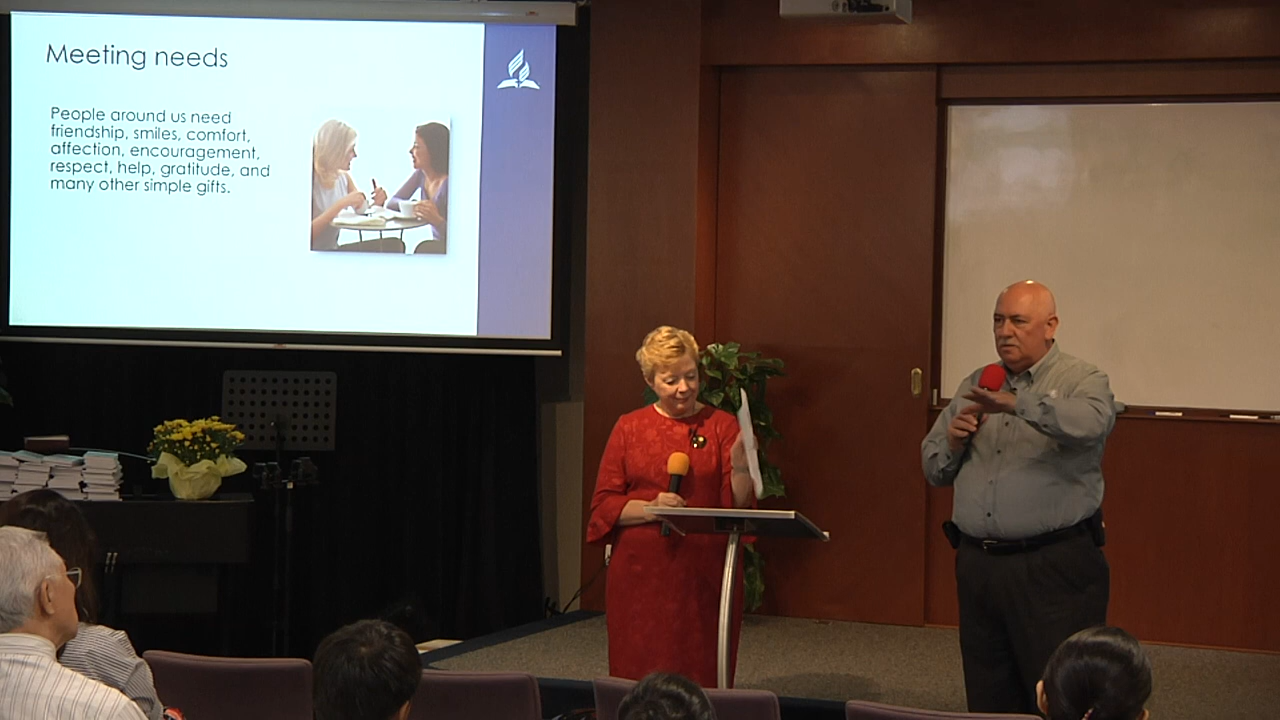 Meeting needs
People around us need
friendship, smiles, comfort,
affection, encouragement,
respect, help, gratitude, and
many other simple gifts.